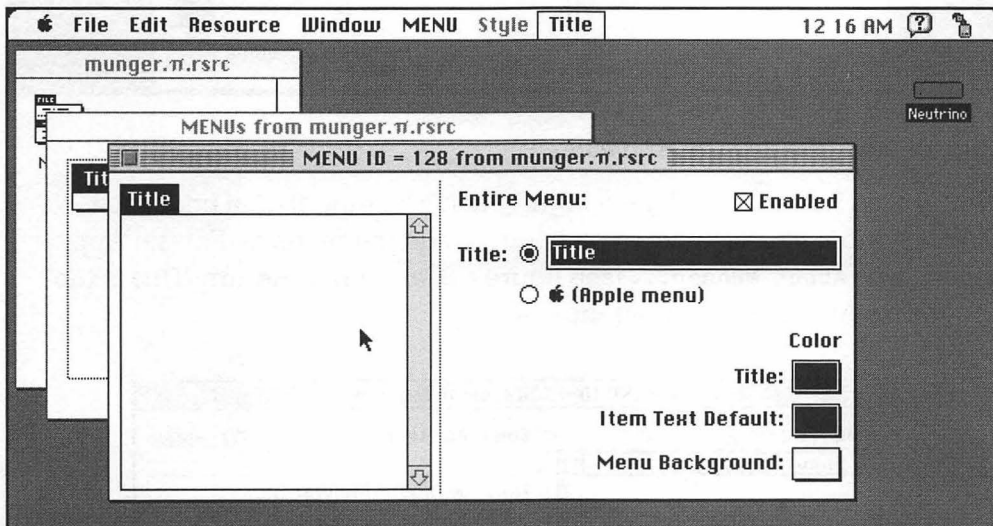 File Edit Resource Window MENU Style Title 12 16 AM
munger.π.rsrc
FILE
Neutrino
MENUs from munger.π.rsrc
MENU ID = 128 from munger.π.rsrc
Tit
Title
Entire Menu:
Enabled
Title: Title
(Apple menu)
Color
Title:
Item Text Default:
Menu Background: